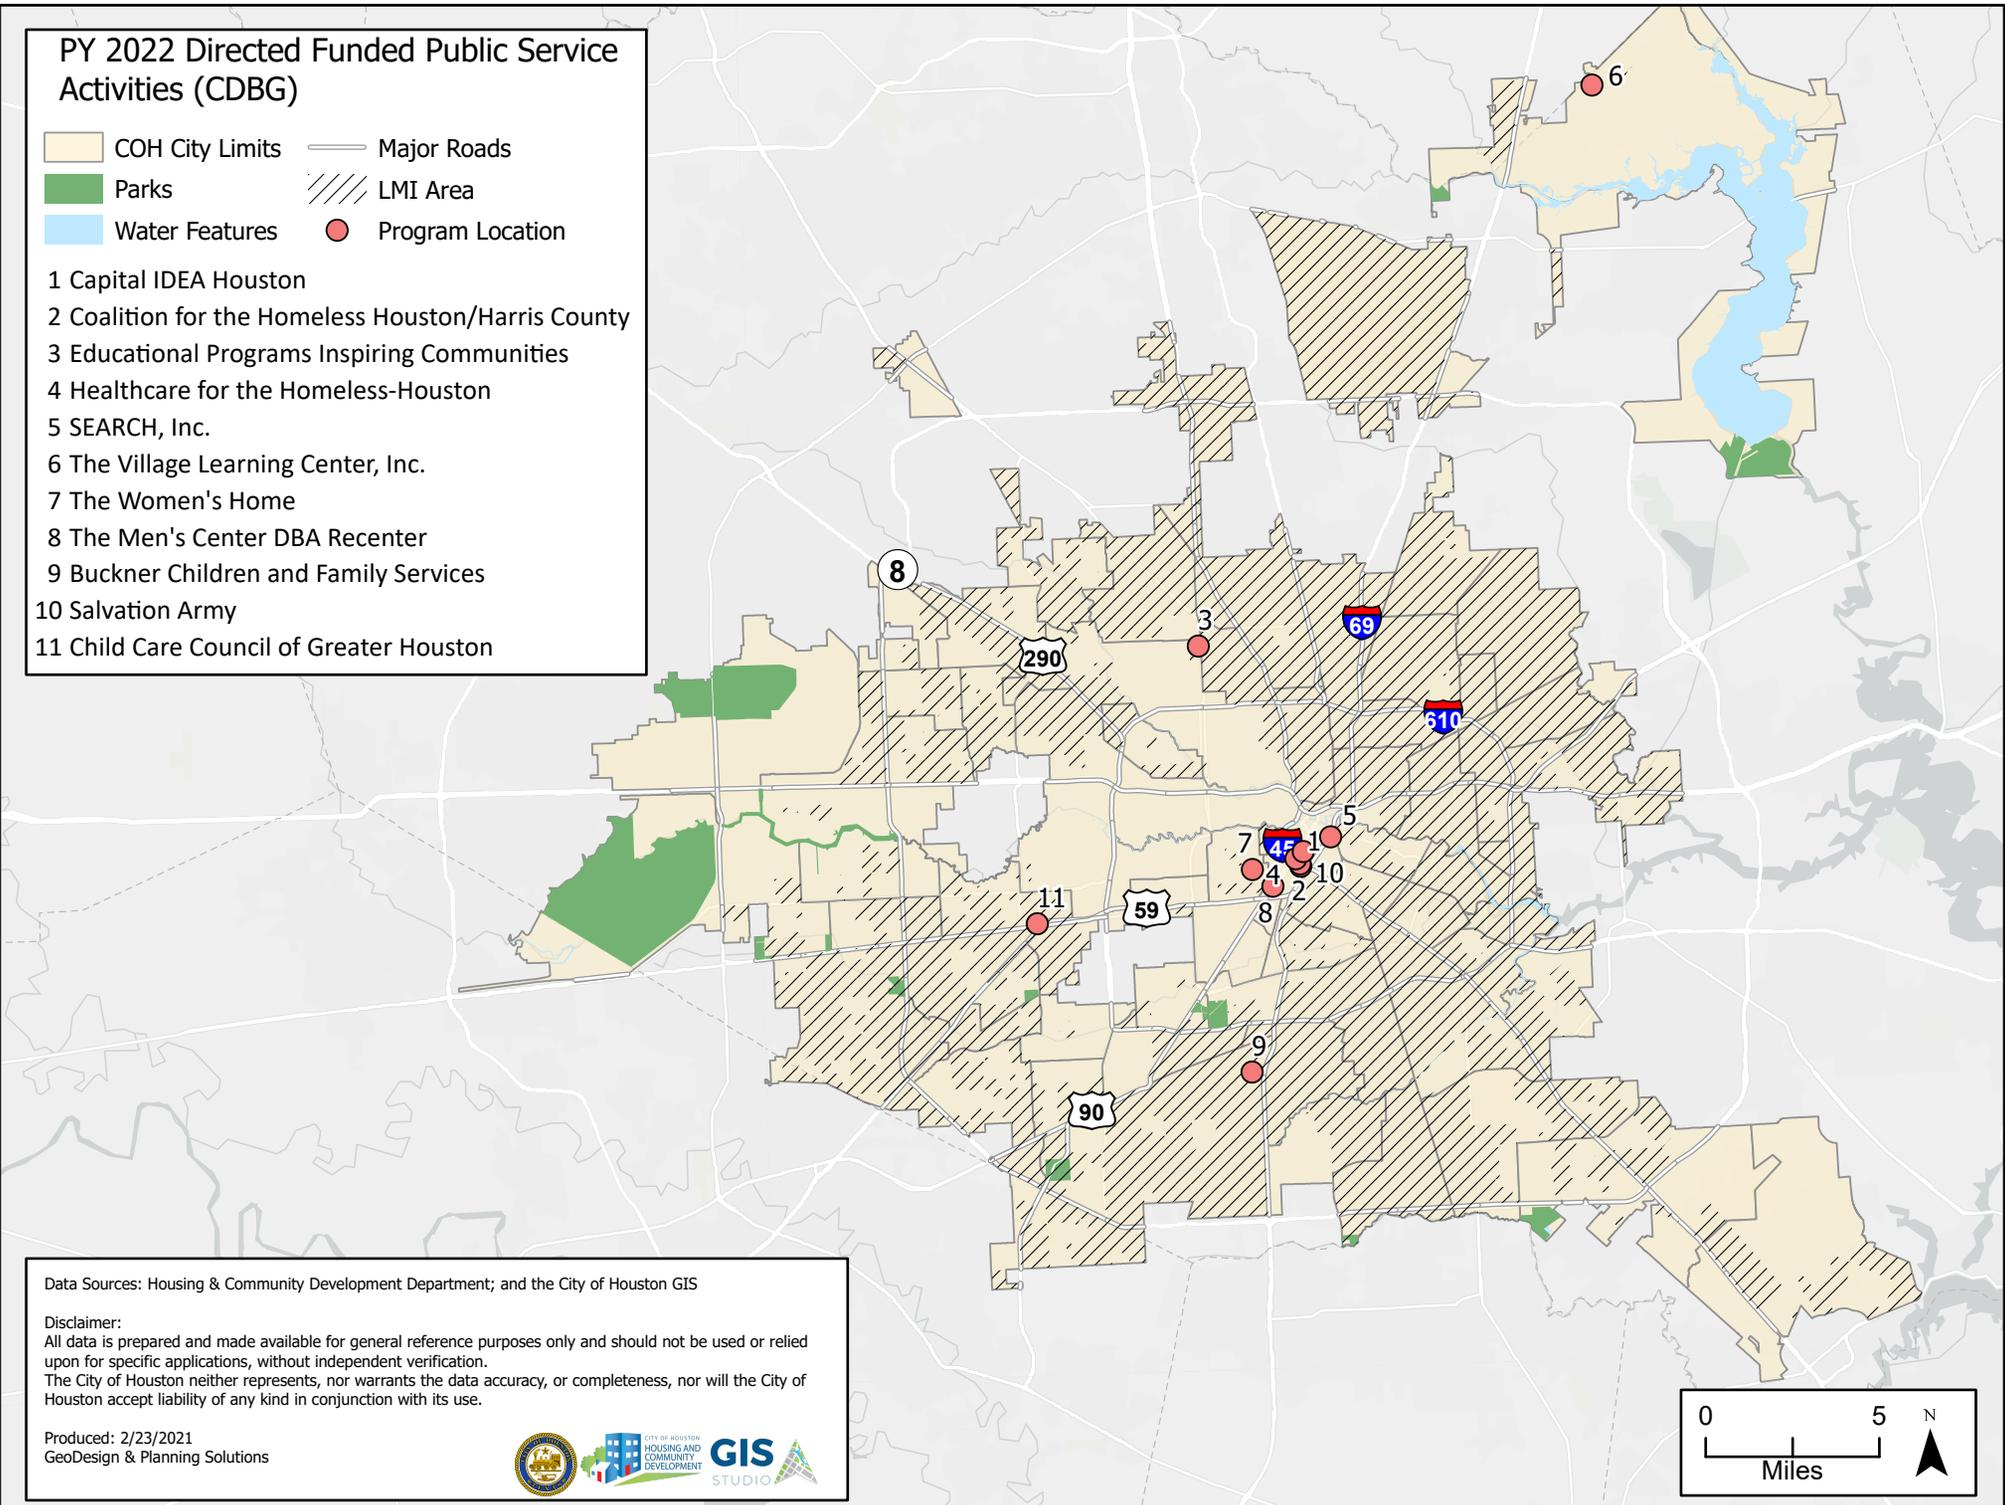 PY 2022 Directed Funded Public Service
Activities (CDBG)
COH City Limits
Major Roads
Parks
LMI Area
Water Features
Program Location
1 Capital IDEA Houston
2 Coalition for the Homeless Houston/Harris County
3 Educational Programs Inspiring Communities
4 Healthcare for the Homeless-Houston
5 SEARCH, Inc.
6 The Village Learning Center, Inc.
7 The Women's Home
8 The Men's Center DBA Recenter
9 Buckner Children and Family Services
10 Salvation Army
11 Child Care Council of Greater Houston
6
8
3
69
290
610
5
7
45
1
4
10
2
11
59
8
9
90
Data Sources: Housing & Community Development Department; and the City of Houston GIS
Disclaimer:
All data is prepared and made available for general reference purposes only and should not be used or relied
upon for specific applications, without independent verification.
The City of Houston neither represents, nor warrants the data accuracy, or completeness, nor will the City of
Houston accept liability of any kind in conjunction with its use.
Produced: 2/23/2021
GeoDesign & Planning Solutions
CITY OF HOUSTON
HOUSING AND
COMMUNITY
DEVELOPMENT
GIS
STUDIO
0 5
Miles
N